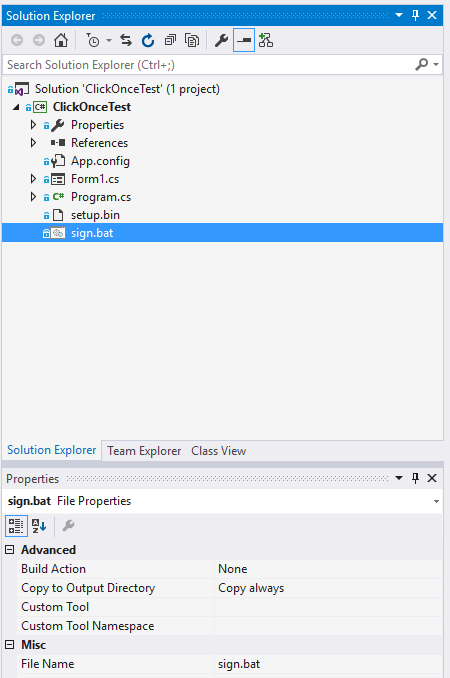 Solution Explorer
Search Solution Explorer (Ctrl+;)
Solution 'ClickOnceTest' (1 project)
C# ClickOnceTest
Properties
References
App.config
Form1.cs
C# Program.cs
setup.bin
sign.bat
Solution Explorer Team Explorer Class View
Properties
sign.bat File Properties
Advanced
Build Action None
Copy to Output Directory Copy always
Custom Tool
Custom Tool Namespace
Misc
File Name sign.bat